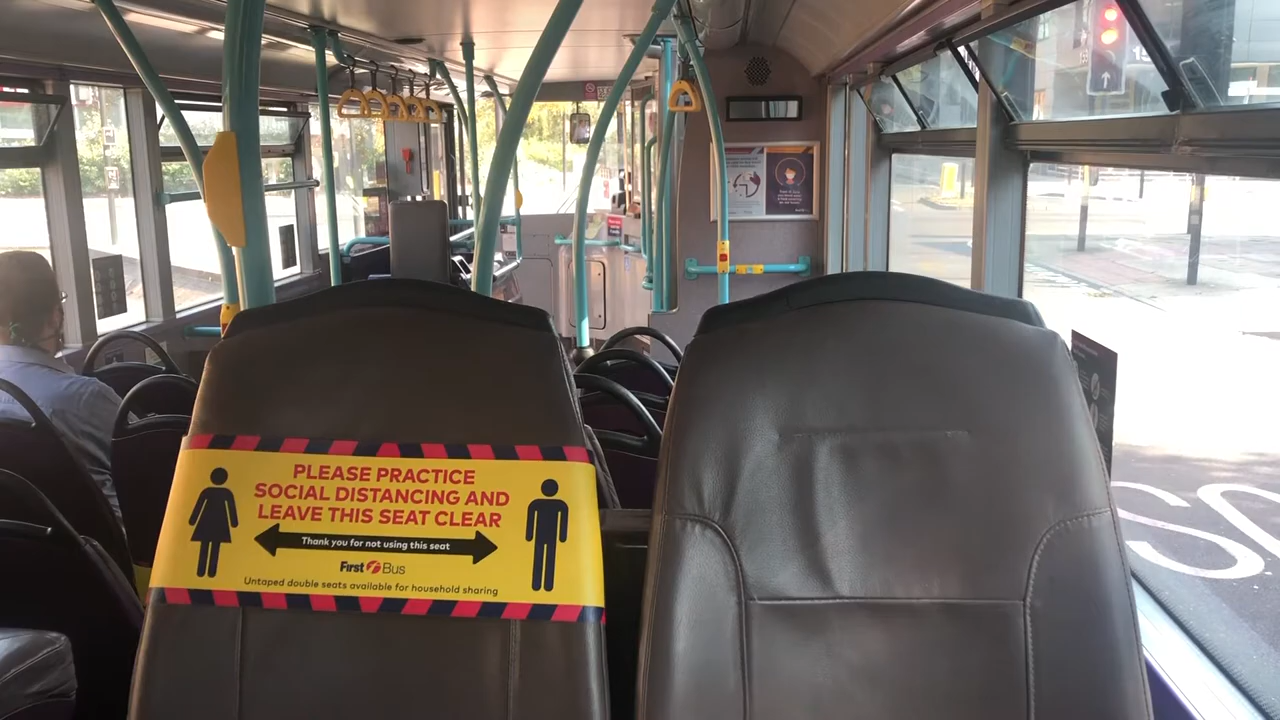 PLEASE PRACTICE
SOCIAL DISTANCING AND
LEAVE THIS SEAT CLEAR
Thank you for not using this seat
First Bus
Untaped double seats available for household sharing